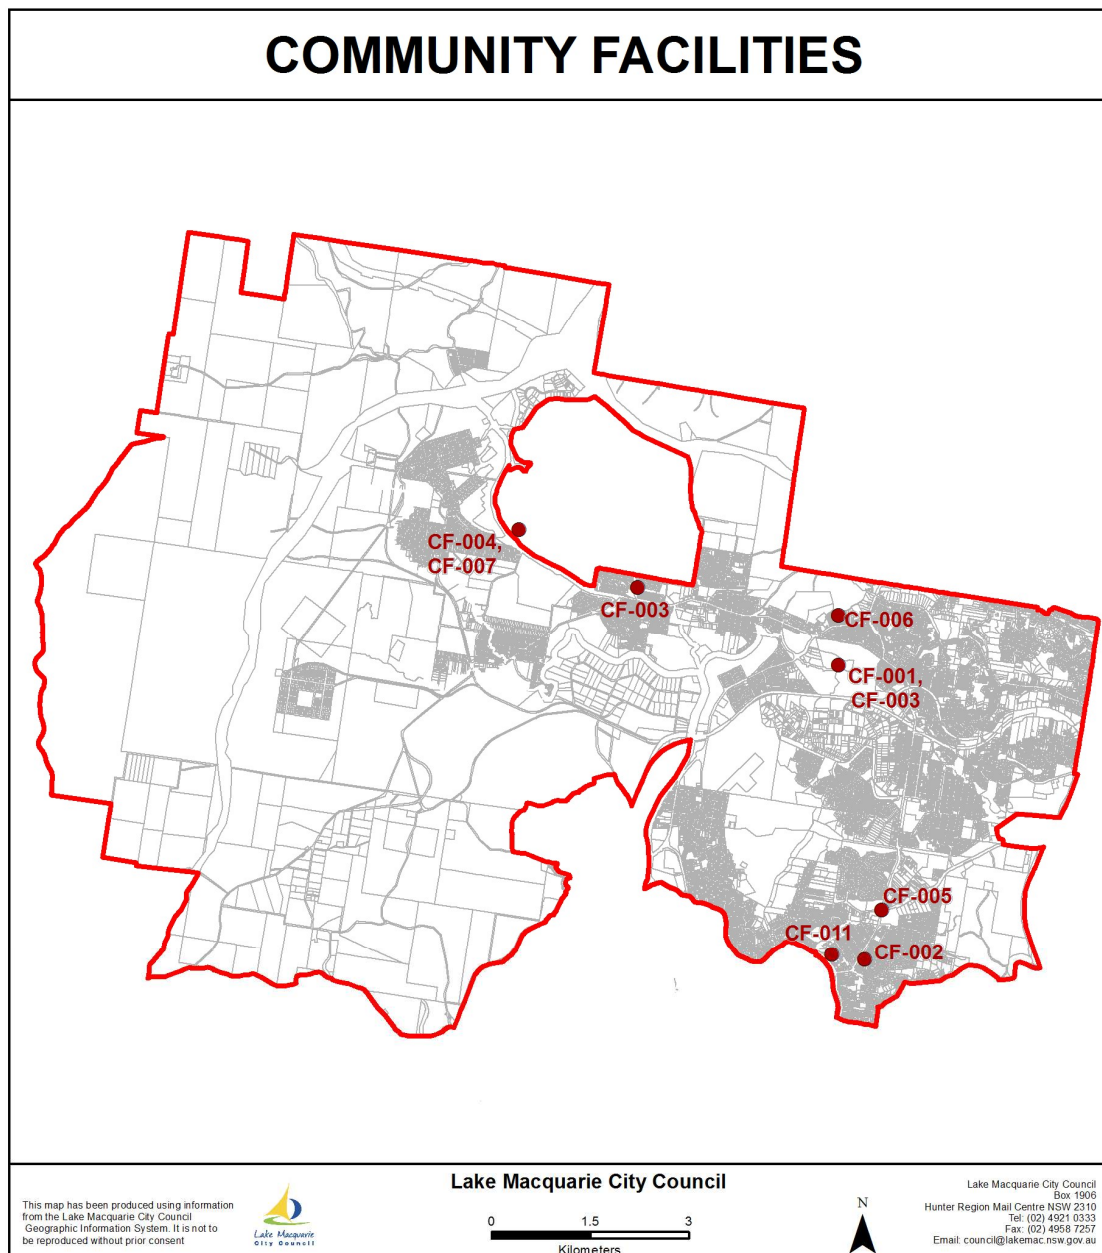 COMMUNITY FACILITIES
CF-004,
CF-007
CF-003
CF-006
CF-001,
CF-003
CF-005
CF-011
CF-002
This map has been produced using information
from the Lake Macquarie City Council
Geographic Information System. It is not to
be reproduced without prior consent
Lake Macquarie
City Council
Lake Macquarie City Council
0 1.5 3
Kilometers
N
Lake Macquarie City Council
Box 1906
Hunter Region Mail Centre NSW 2310
Tel: (02) 4921 0333
Fax: (02) 4958 7257
Email: council@lakemac.nsw.gov.au